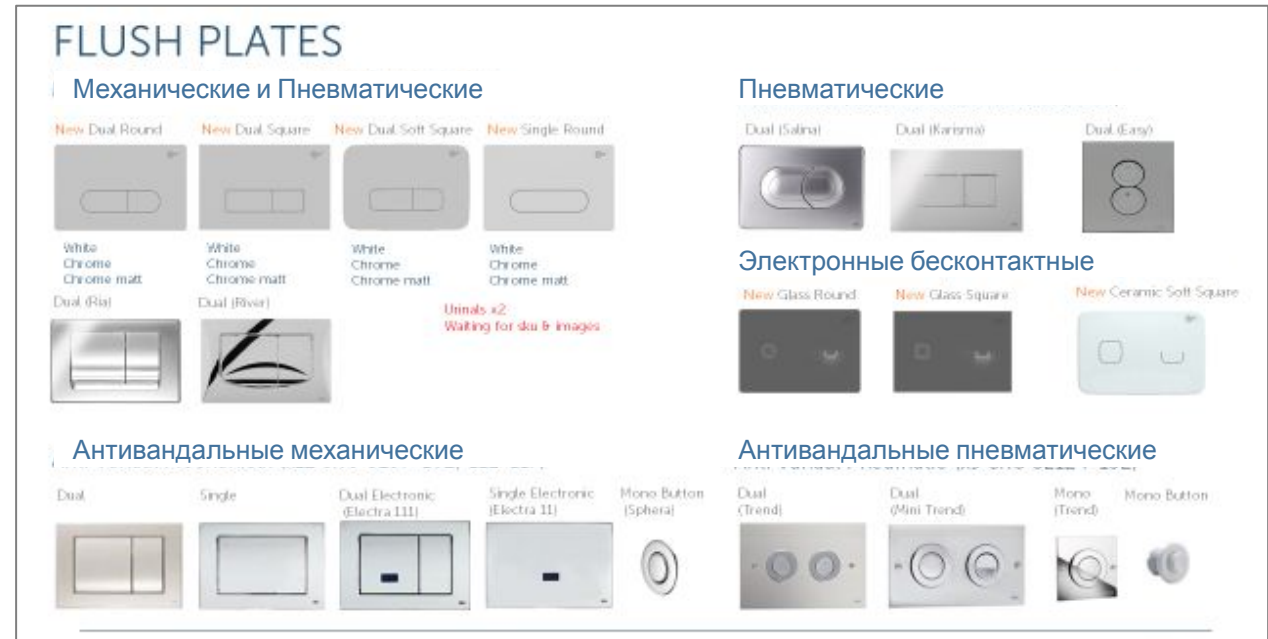 FLUSH PLATES
Механические и Пневматические
New Dual Round
New Dual Square
New Dual Soft Square
New Single Round
White
Chrome
Chrome matt
White
Chrome
Chrome matt
White
Chrome
Chrome matt
White
Chrome
Chrome matt
Dual (Ria)
Dual (River)
Urinals x2
Waiting for sku & images
Пневматические
Dual (Salina)
Dual (Karisma)
Dual (Easy)
Электронные бесконтактные
New Glass Round
New Glass Square
New Ceramic Soft Square
Антивандальные механические
Dual
Single
Dual Electronic
(Electra 111)
Single Electronic
(Electra 11)
Mono Button
(Sphera)
Антивандальные пневматические
Dual
(Trend)
Dual
(Mini Trend)
Mono
(Trend)
Mono Button